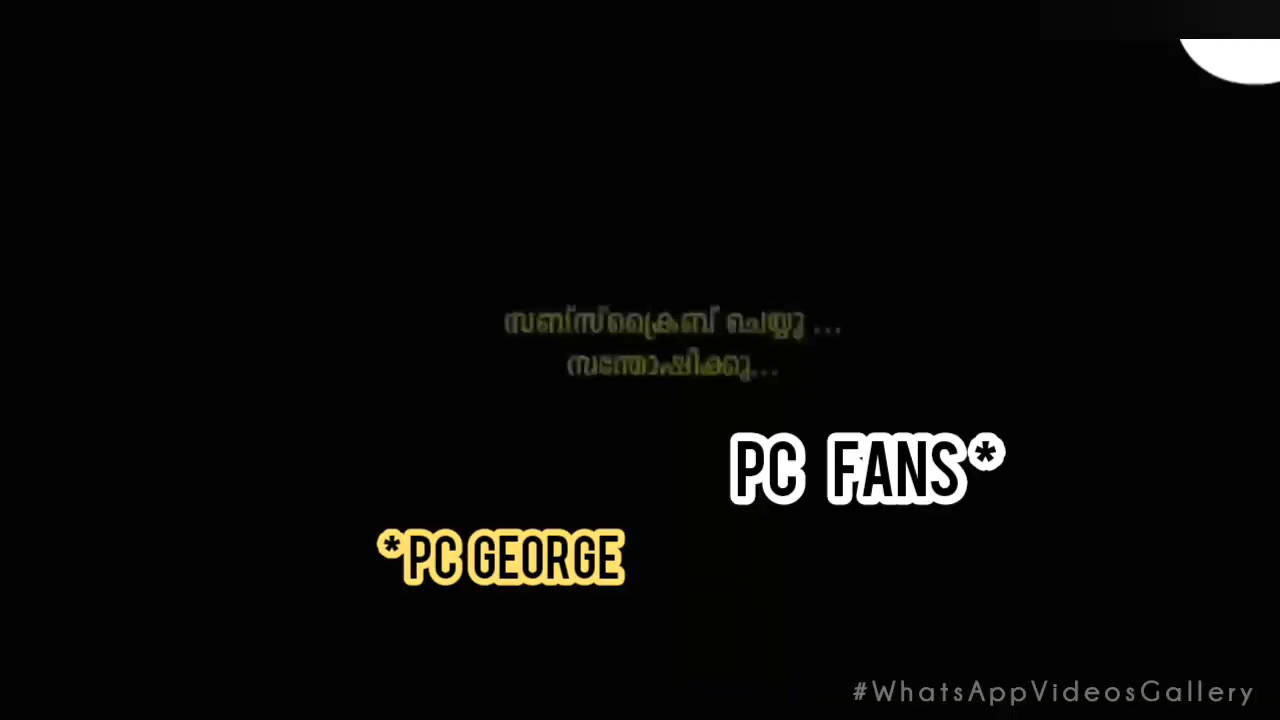 സബ്സ്ക്രൈബ് ചെയ്യൂ ...
സന്തോഷിക്കൂ...
PC FANS*
*PC GEORGE
#WhatsAppVideosGallery